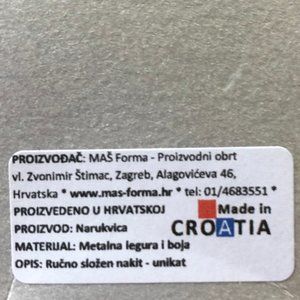 PROIZVOĐAČ: MAŠ Forma - Proizvodni obrt
vl. Zvonimir Štimac, Zagreb, Alagovićeva 46,
Hrvatska * www.mas-forma.hr * tel: 01/4683551 *
PROIZVEDENO U HRVATSKOJ Made in
PROIZVOD: Narukvica CROATIA
MATERIJAL: Metalna legura i boja
OPIS: Ručno složen nakit - unikat